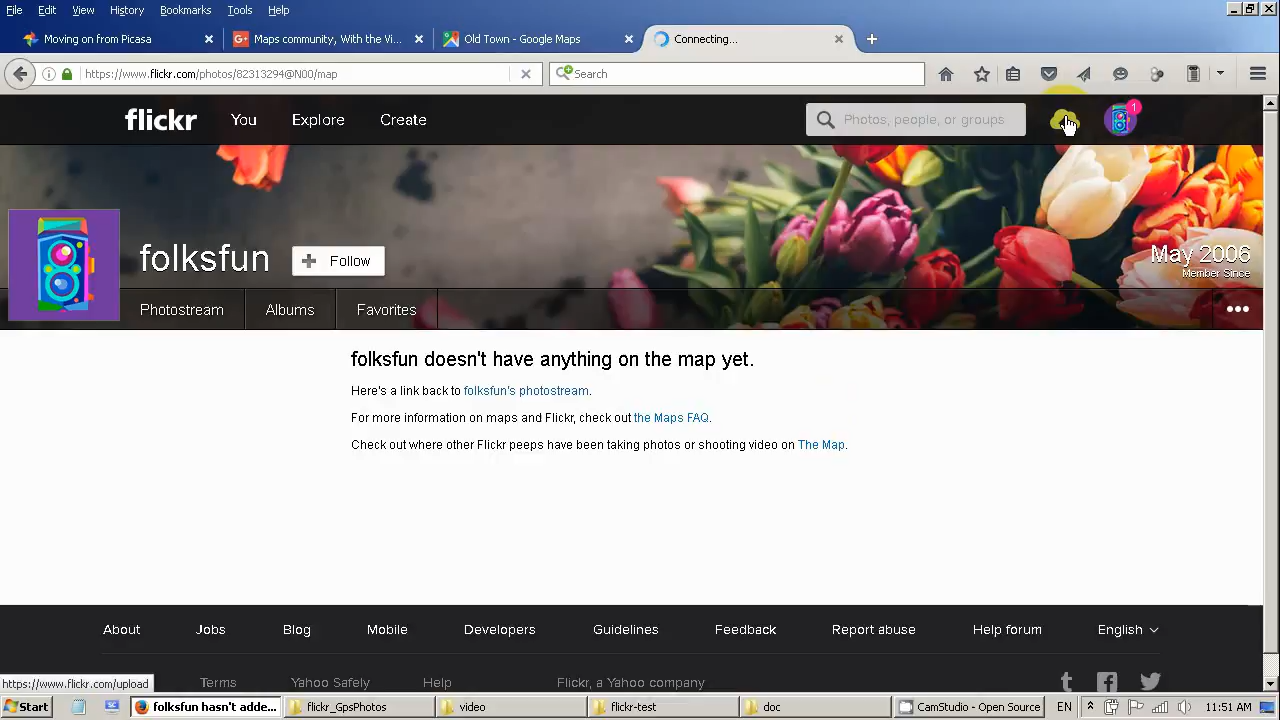 File Edit View History Bookmarks Tools Help
Moving on from Picasa
Maps community, With the Vi...
Old Town - Google Maps
Connecting...
https://www.flickr.com/photos/82313294@N00/map
Search
flickr You Explore Create
Photos, people, or groups
1
folksfun
Follow
May 2006
Member Since
Photostream Albums Favorites
folksfun doesn't have anything on the map yet.
Here's a link back to folksfun's photostream.
For more information on maps and Flickr, check out the Maps FAQ.
Check out where other Flickr peeps have been taking photos or shooting video on The Map.
About Jobs Blog Mobile Developers Guidelines Feedback Report abuse Help forum English
https://www.flickr.com/upload
Terms Yahoo Safely Help Flickr, a Yahoo company
Start
folksfun hasn't adde...
flickr_GpsPhotos
video
flickr-test
doc
CamStudio - Open Source
EN
11:51 AM